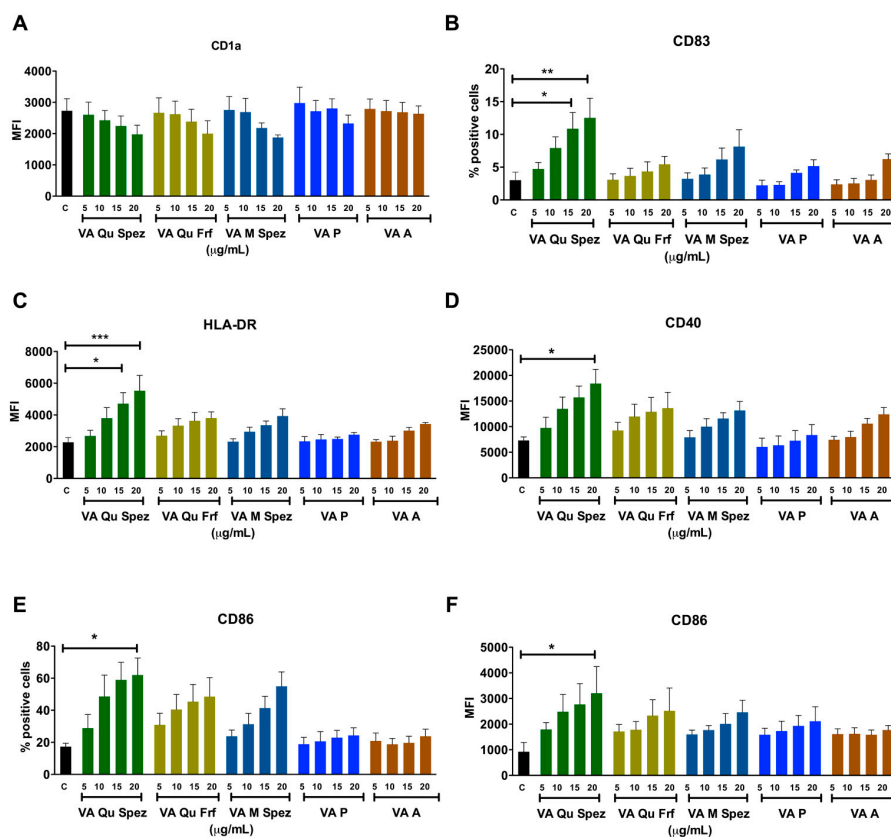 A
CD1a
MFI
4000
3000
2000
1000
0
C 5 10 15 20 5 10 15 20 5 10 15 20 5 10 15 20 5 10 15 20
VA Qu Spez VA Qu Frf VA M Spez VA P VA A
(µg/mL)
B
CD83
% positive cells
20
15
10
5
0
**
*
C 5 10 15 20 5 10 15 20 5 10 15 20 5 10 15 20 5 10 15 20
VA Qu Spez VA Qu Frf VA M Spez VA P VA A
(µg/mL)
C
HLA-DR
MFI
8000
6000
4000
2000
0
***
*
C 5 10 15 20 5 10 15 20 5 10 15 20 5 10 15 20 5 10 15 20
VA Qu Spez VA Qu Frf VA M Spez VA P VA A
(µg/mL)
D
CD40
MFI
25000
20000
15000
10000
5000
0
*
C 5 10 15 20 5 10 15 20 5 10 15 20 5 10 15 20 5 10 15 20
VA Qu Spez VA Qu Frf VA M Spez VA P VA A
(µg/mL)
E
CD86
% positive cells
80
60
40
20
0
*
C 5 10 15 20 5 10 15 20 5 10 15 20 5 10 15 20 5 10 15 20
VA Qu Spez VA Qu Frf VA M Spez VA P VA A
(µg/mL)
F
CD86
MFI
5000
4000
3000
2000
1000
0
*
C 5 10 15 20 5 10 15 20 5 10 15 20 5 10 15 20 5 10 15 20
VA Qu Spez VA Qu Frf VA M Spez VA P VA A
(µg/mL)